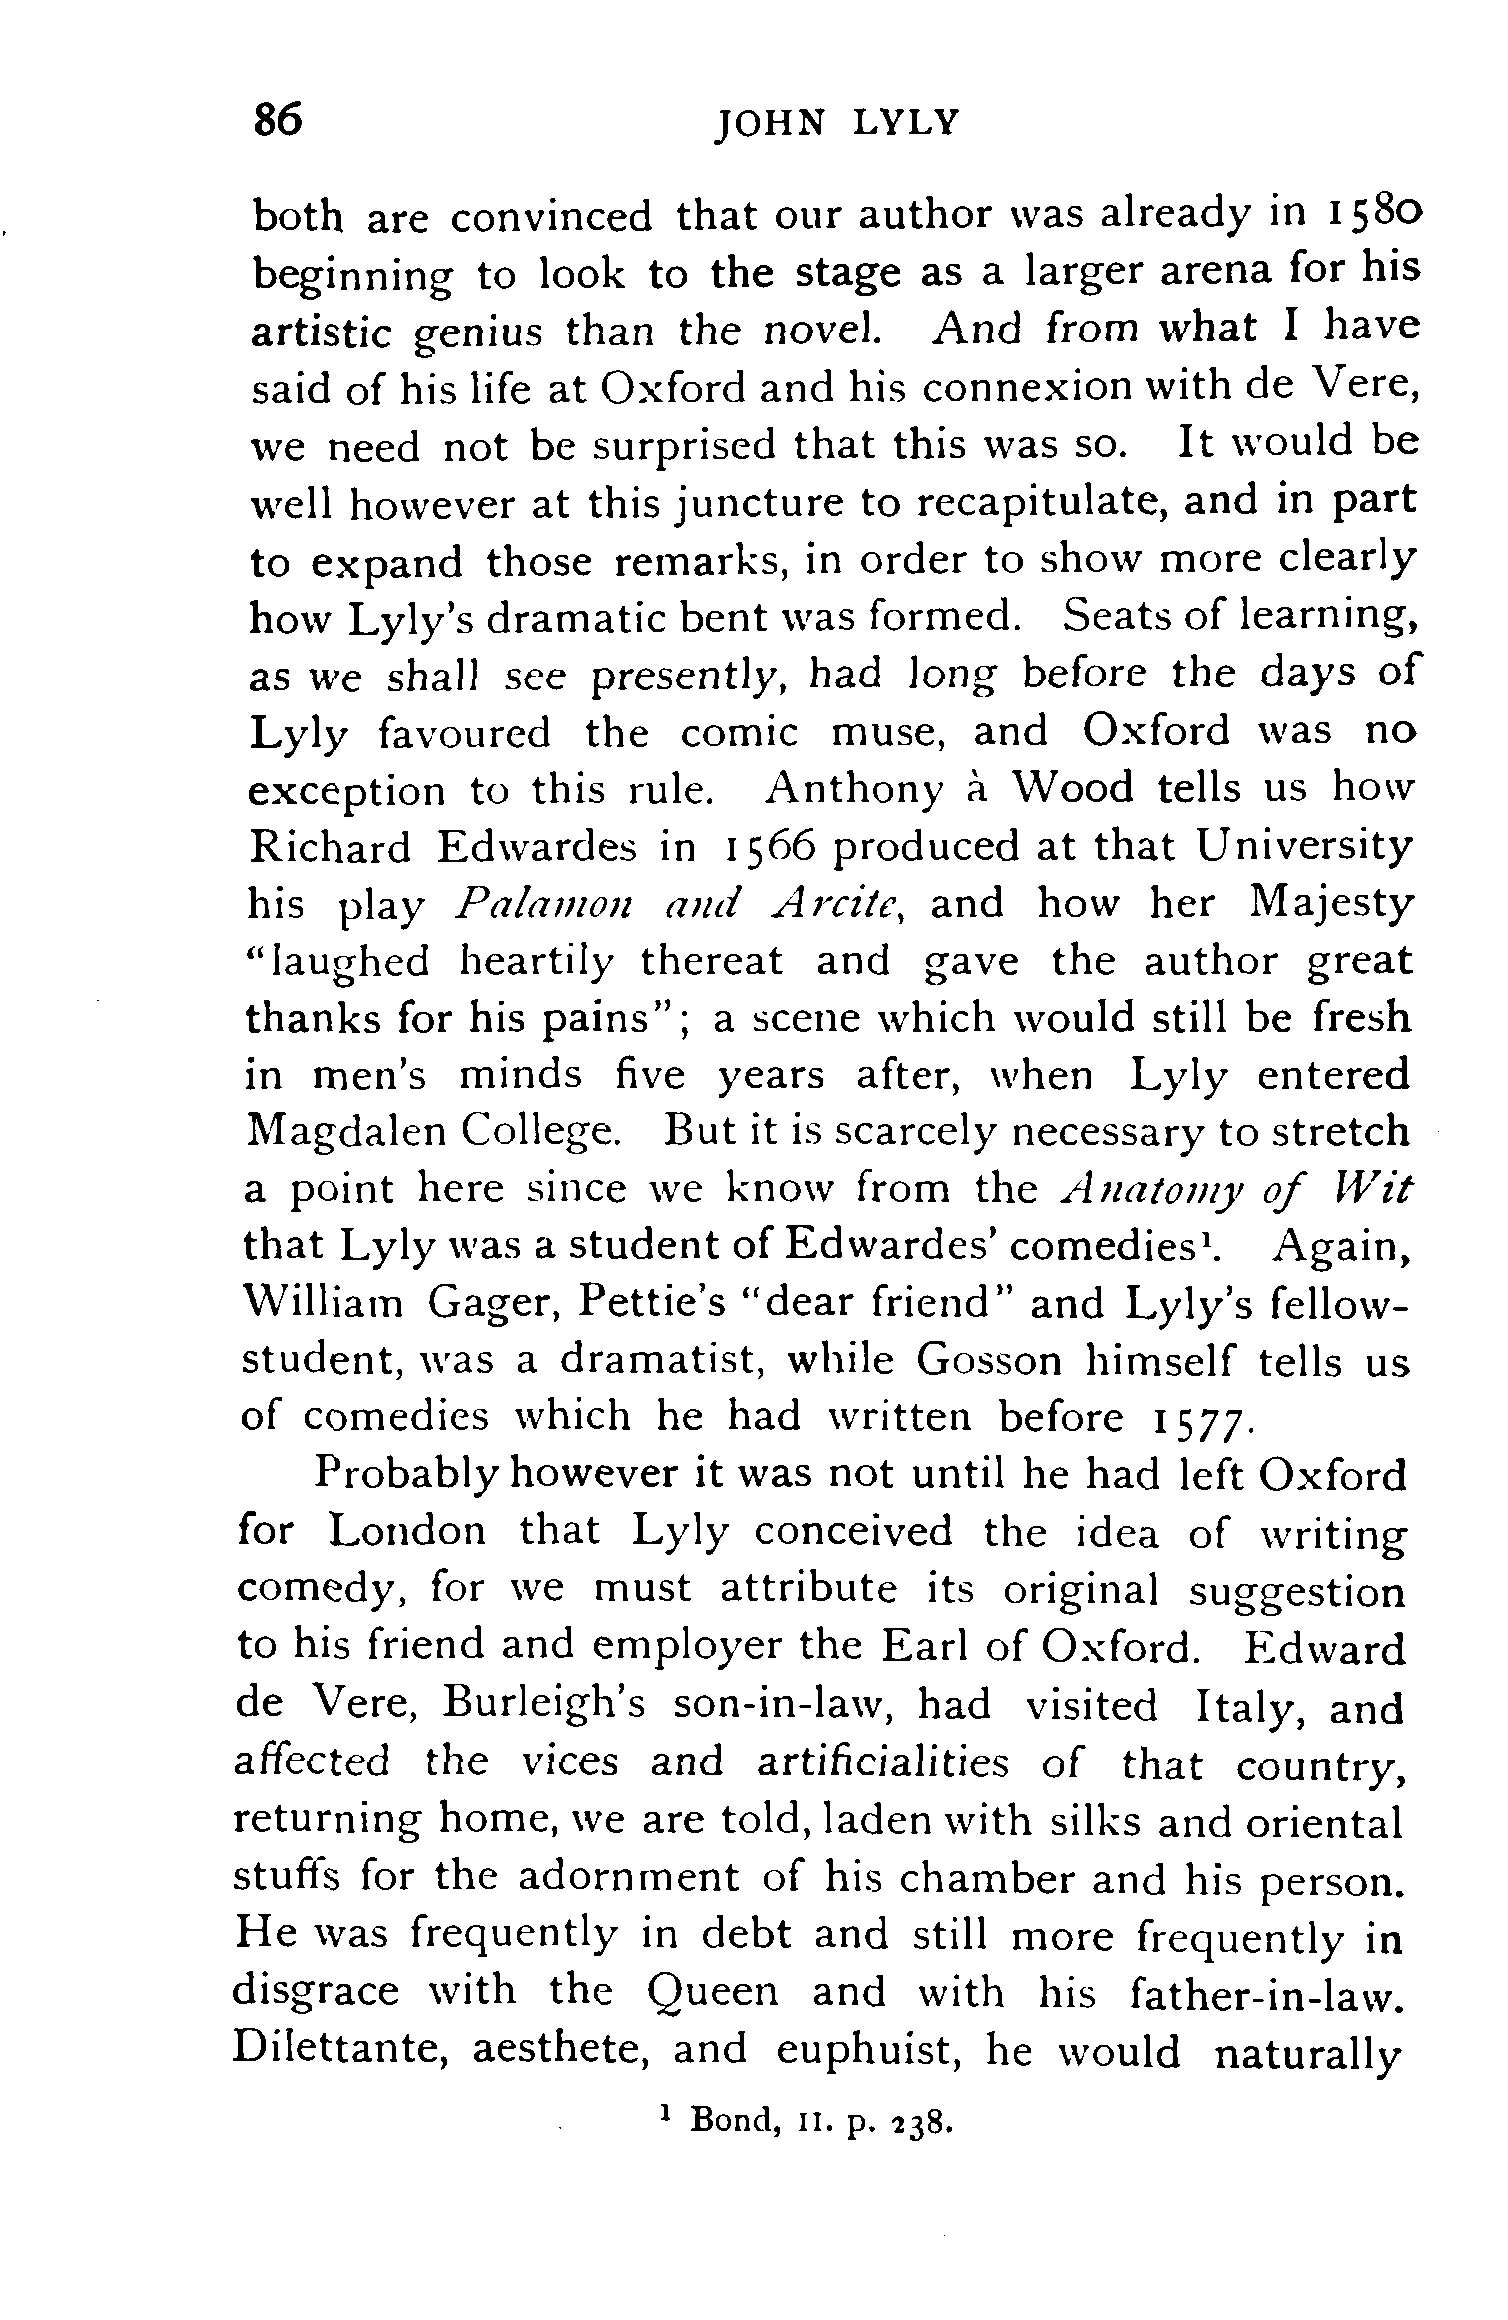 86 JOHN LYLY
both are convinced that our author was already in 1580
beginning to look to the stage as a larger arena for his
artistic genius than the novel. And from what I have
said of his life at Oxford and his connexion with de Vere,
we need not be surprised that this was so. It would be
well however at this juncture to recapitulate, and in part
to expand those remarks, in order to show more clearly
how Lyly's dramatic bent was formed. Seats of learning,
as we shall see presently, had long before the days of
Lyly favoured the comic muse, and Oxford was no
exception to this rule. Anthony à Wood tells us how
Richard Edwardes in 1566 produced at that University
his play Palamon and Arcite, and how her Majesty
"laughed heartily thereat and gave the author great
thanks for his pains"; a scene which would still be fresh
in men's minds five years after, when Lyly entered
Magdalen College. But it is scarcely necessary to stretch
a point here since we know from the Anatomy of Wit
that Lyly was a student of Edwardes' comedies¹. Again,
William Gager, Pettie's "dear friend" and Lyly's fellow-
student, was a dramatist, while Gosson himself tells us
of comedies which he had written before 1577.
Probably however it was not until he had left Oxford
for London that Lyly conceived the idea of writing
comedy, for we must attribute its original suggestion
to his friend and employer the Earl of Oxford. Edward
de Vere, Burleigh's son-in-law, had visited Italy, and
affected the vices and artificialities of that country,
returning home, we are told, laden with silks and oriental
stuffs for the adornment of his chamber and his person.
He was frequently in debt and still more frequently in
disgrace with the Queen and with his father-in-law.
Dilettante, aesthete, and euphuist, he would naturally
¹ Bond, II. p. 238.